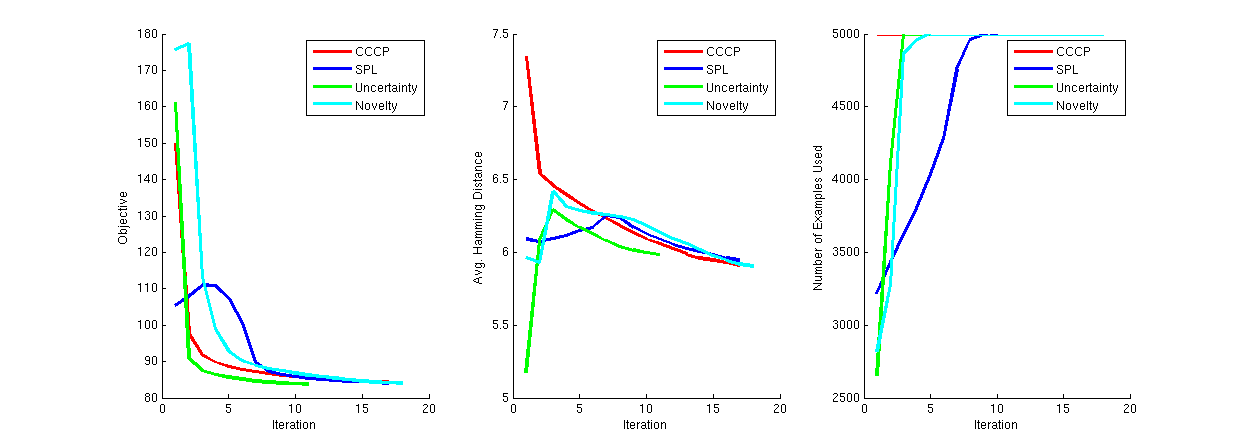 180
170
160
150
140
130
120
110
100
90
80
Objective
0
5
10
15
20
Iteration
CCCP
SPL
Uncertainty
Novelty
7.5
7
6.5
6
5.5
5
Avg. Hamming Distance
0
5
10
15
20
Iteration
CCCP
SPL
Uncertainty
Novelty
5000
4500
4000
3500
3000
2500
Number of Examples Used
0
5
10
15
20
Iteration
CCCP
SPL
Uncertainty
Novelty